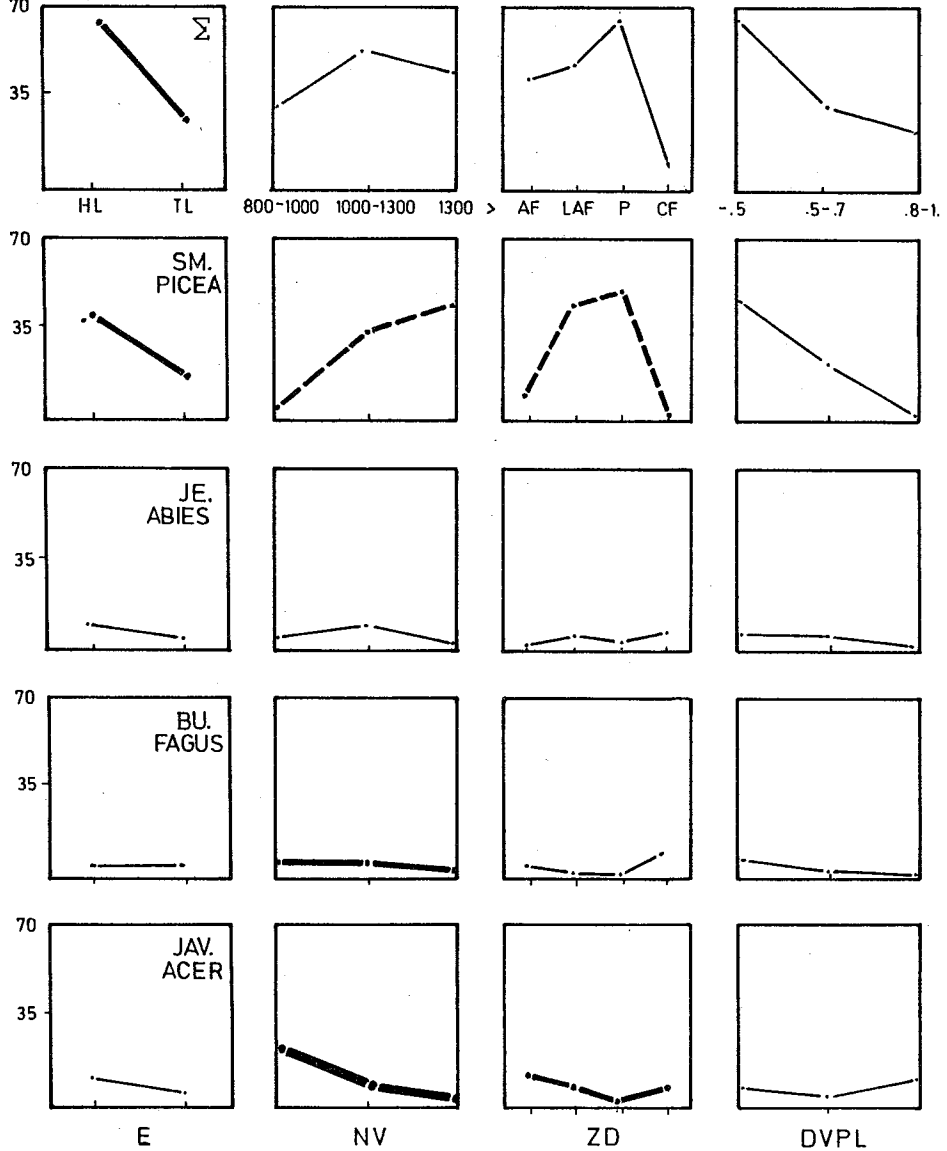 70
Σ
35
HL TL 800-1000 1000-1300 1300 > AF LAF P CF -.5 .5-.7 .8-1.
70
SM.
PICEA
35
70
JE.
ABIES
35
70
BU.
FAGUS
35
70
JAV.
ACER
35
E NV ZD DVPL